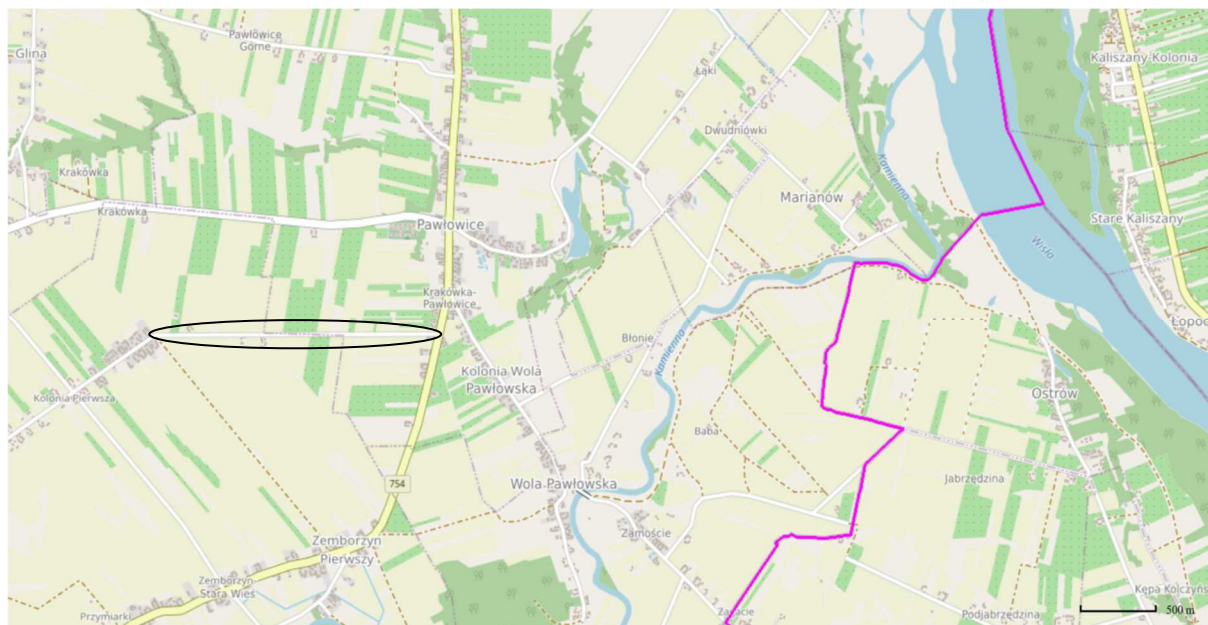 Pawłowice
Górne
Glina
Kaliszany Kolonia
Łąki
Dwudniówki
Kamienna
Krakówka
Marianów
Krakówka
Stare Kaliszany
Pawłowice
Wisła
Krakówka-
Pawłowice
Łopoc
Błonie
Kamienna
Kolonia Wola
Pawłowska
Kolonia Pierwsza
Ostrów
Baba
754
Wola Pawłowska
Jabrzędzina
Zamoście
Zemborzyn
Pierwszy
Zemborzyn
Stara Wieś
Kępa Kolczyńs
Przymiarki
Zajacie
Podjabrzędzina
500 m